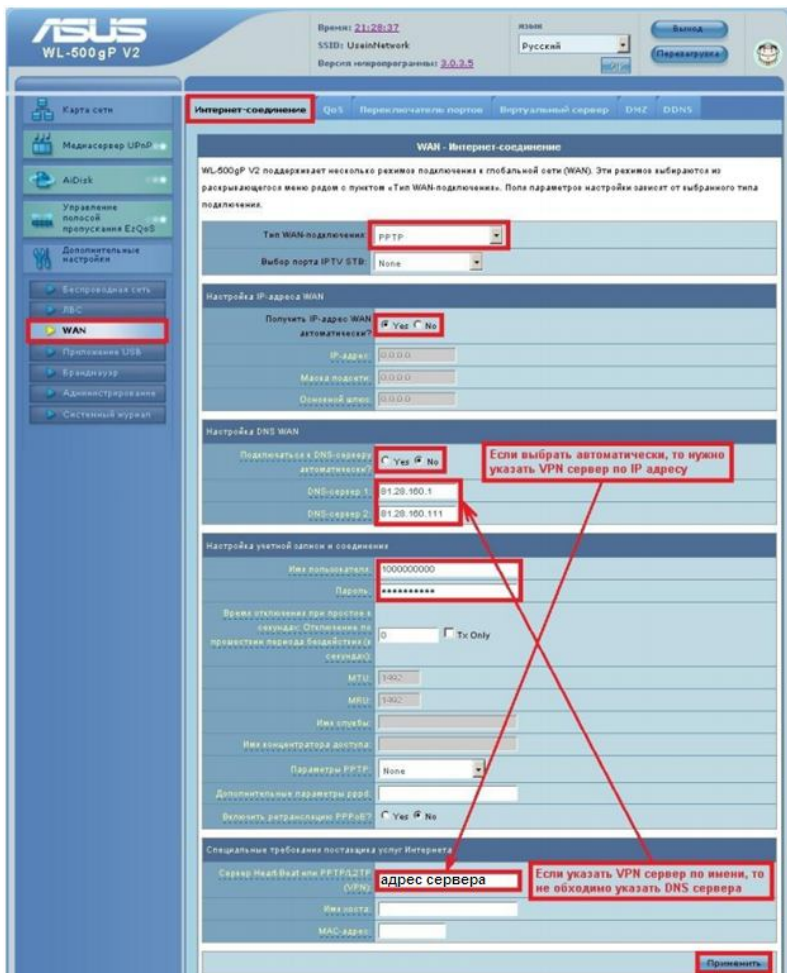 ASUS
WL-500gP V2
Время: 21:28:37
SSID: UsainNetwork
Версия микропрограммы: 3.0.3.5
язык
Русский
Выход
Перезагрузка
Карта сети
Медиасервер UPnP
AiDisk
Управление
полосой
пропускания EzQoS
Дополнительные
настройки
Беспроводная сеть
ЛВС
WAN
Приложение USB
Брандмауэр
Администрирование
Системный журнал
Интернет-соединение
QoS
Переключатель портов
Виртуальный сервер
DMZ
DDNS
WAN - Интернет-соединение
WL-500gP V2 поддерживает несколько режимов подключения к глобальной сети (WAN). Эти режимы выбираются из
раскрывающегося меню рядом с пунктом «Тип WAN-подключения». Поля параметров настройки зависят от выбранного типа
подключения.
Тип WAN-подключения: PPTP
Выбор порта IPTV STB: None
Настройка IP-адреса WAN
Получить IP-адрес WAN
автоматически? Yes No
IP-адрес: 0.0.0.0
Маска подсети: 0.0.0.0
Основной шлюз: 0.0.0.0
Настройка DNS WAN
Подключаться к DNS-серверу
автоматически? Yes No
Если выбрать автоматически, то нужно
указать VPN сервер по IP адресу
DNS-сервер 1: 81.28.160.1
DNS-сервер 2: 81.28.160.111
Настройка учетной записи и соединения
Имя пользователя: 1000000000
Пароль: ••••••••••
Время отключения при простое в
секундах: Отключение по
прошествии периода бездействия (в
секундах): 0 Tx Only
MTU: 1492
MRU: 1492
Имя службы:
Имя концентратора доступа:
Параметры PPTP: None
Дополнительные параметры pppd:
Включить ретрансляцию PPPoE? Yes No
Специальные требования поставщика услуг Интернета
Сервер Heart-Beat или PPTP/L2TP
(VPN): адрес сервера
Если указать VPN сервер по имени, то
не обходимо указать DNS сервера
Имя хоста:
MAC-адрес:
Применить